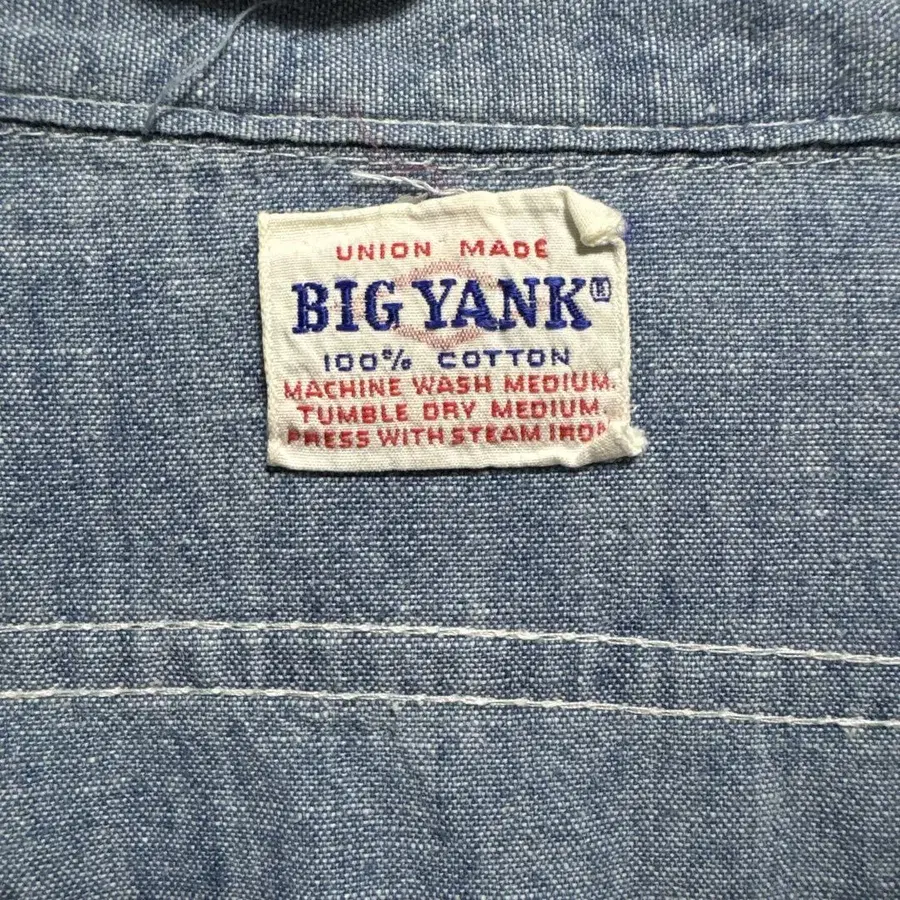 UNION MADE
BIG YANK®
100% COTTON
MACHINE WASH MEDIUM.
TUMBLE DRY MEDIUM.
PRESS WITH STEAM IRON